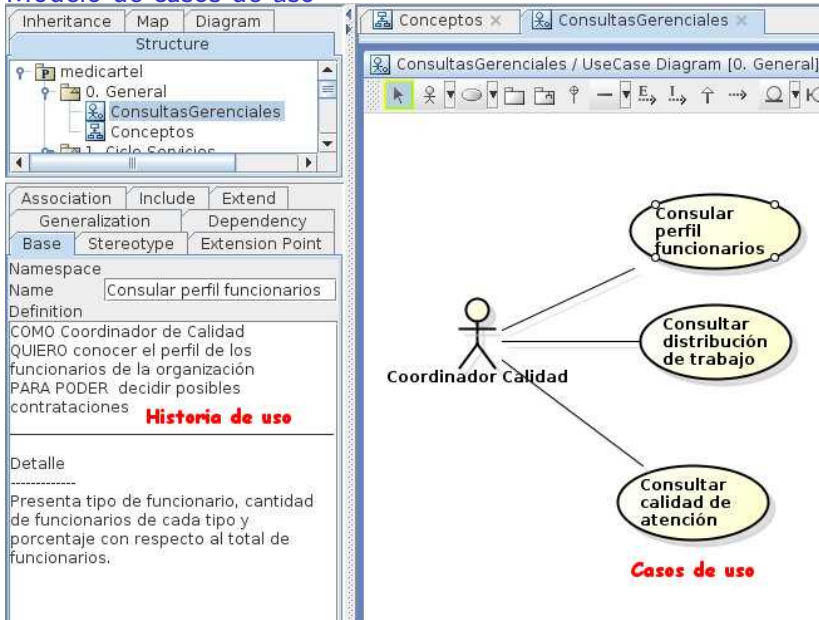 Modelo de casos de uso
Inheritance Map Diagram
Structure
medicartel
0. General
ConsultasGerenciales
Conceptos
1. Ciclo Servicios
Association Include Extend
Generalization Dependency
Base Stereotype Extension Point
Namespace
Name Consular perfil funcionarios
Definition
COMO Coordinador de Calidad
QUIERO conocer el perfil de los
funcionarios de la organización
PARA PODER decidir posibles
contrataciones
Historia de uso
Detalle
-------------
Presenta tipo de funcionario, cantidad
de funcionarios de cada tipo y
porcentaje con respecto al total de
funcionarios.
Conceptos
ConsultasGerenciales
ConsultasGerenciales / UseCase Diagram [0. General]
Consular
perfil
funcionarios
Coordinador Calidad
Consultar
distribución
de trabajo
Consultar
calidad de
atención
Casos de uso